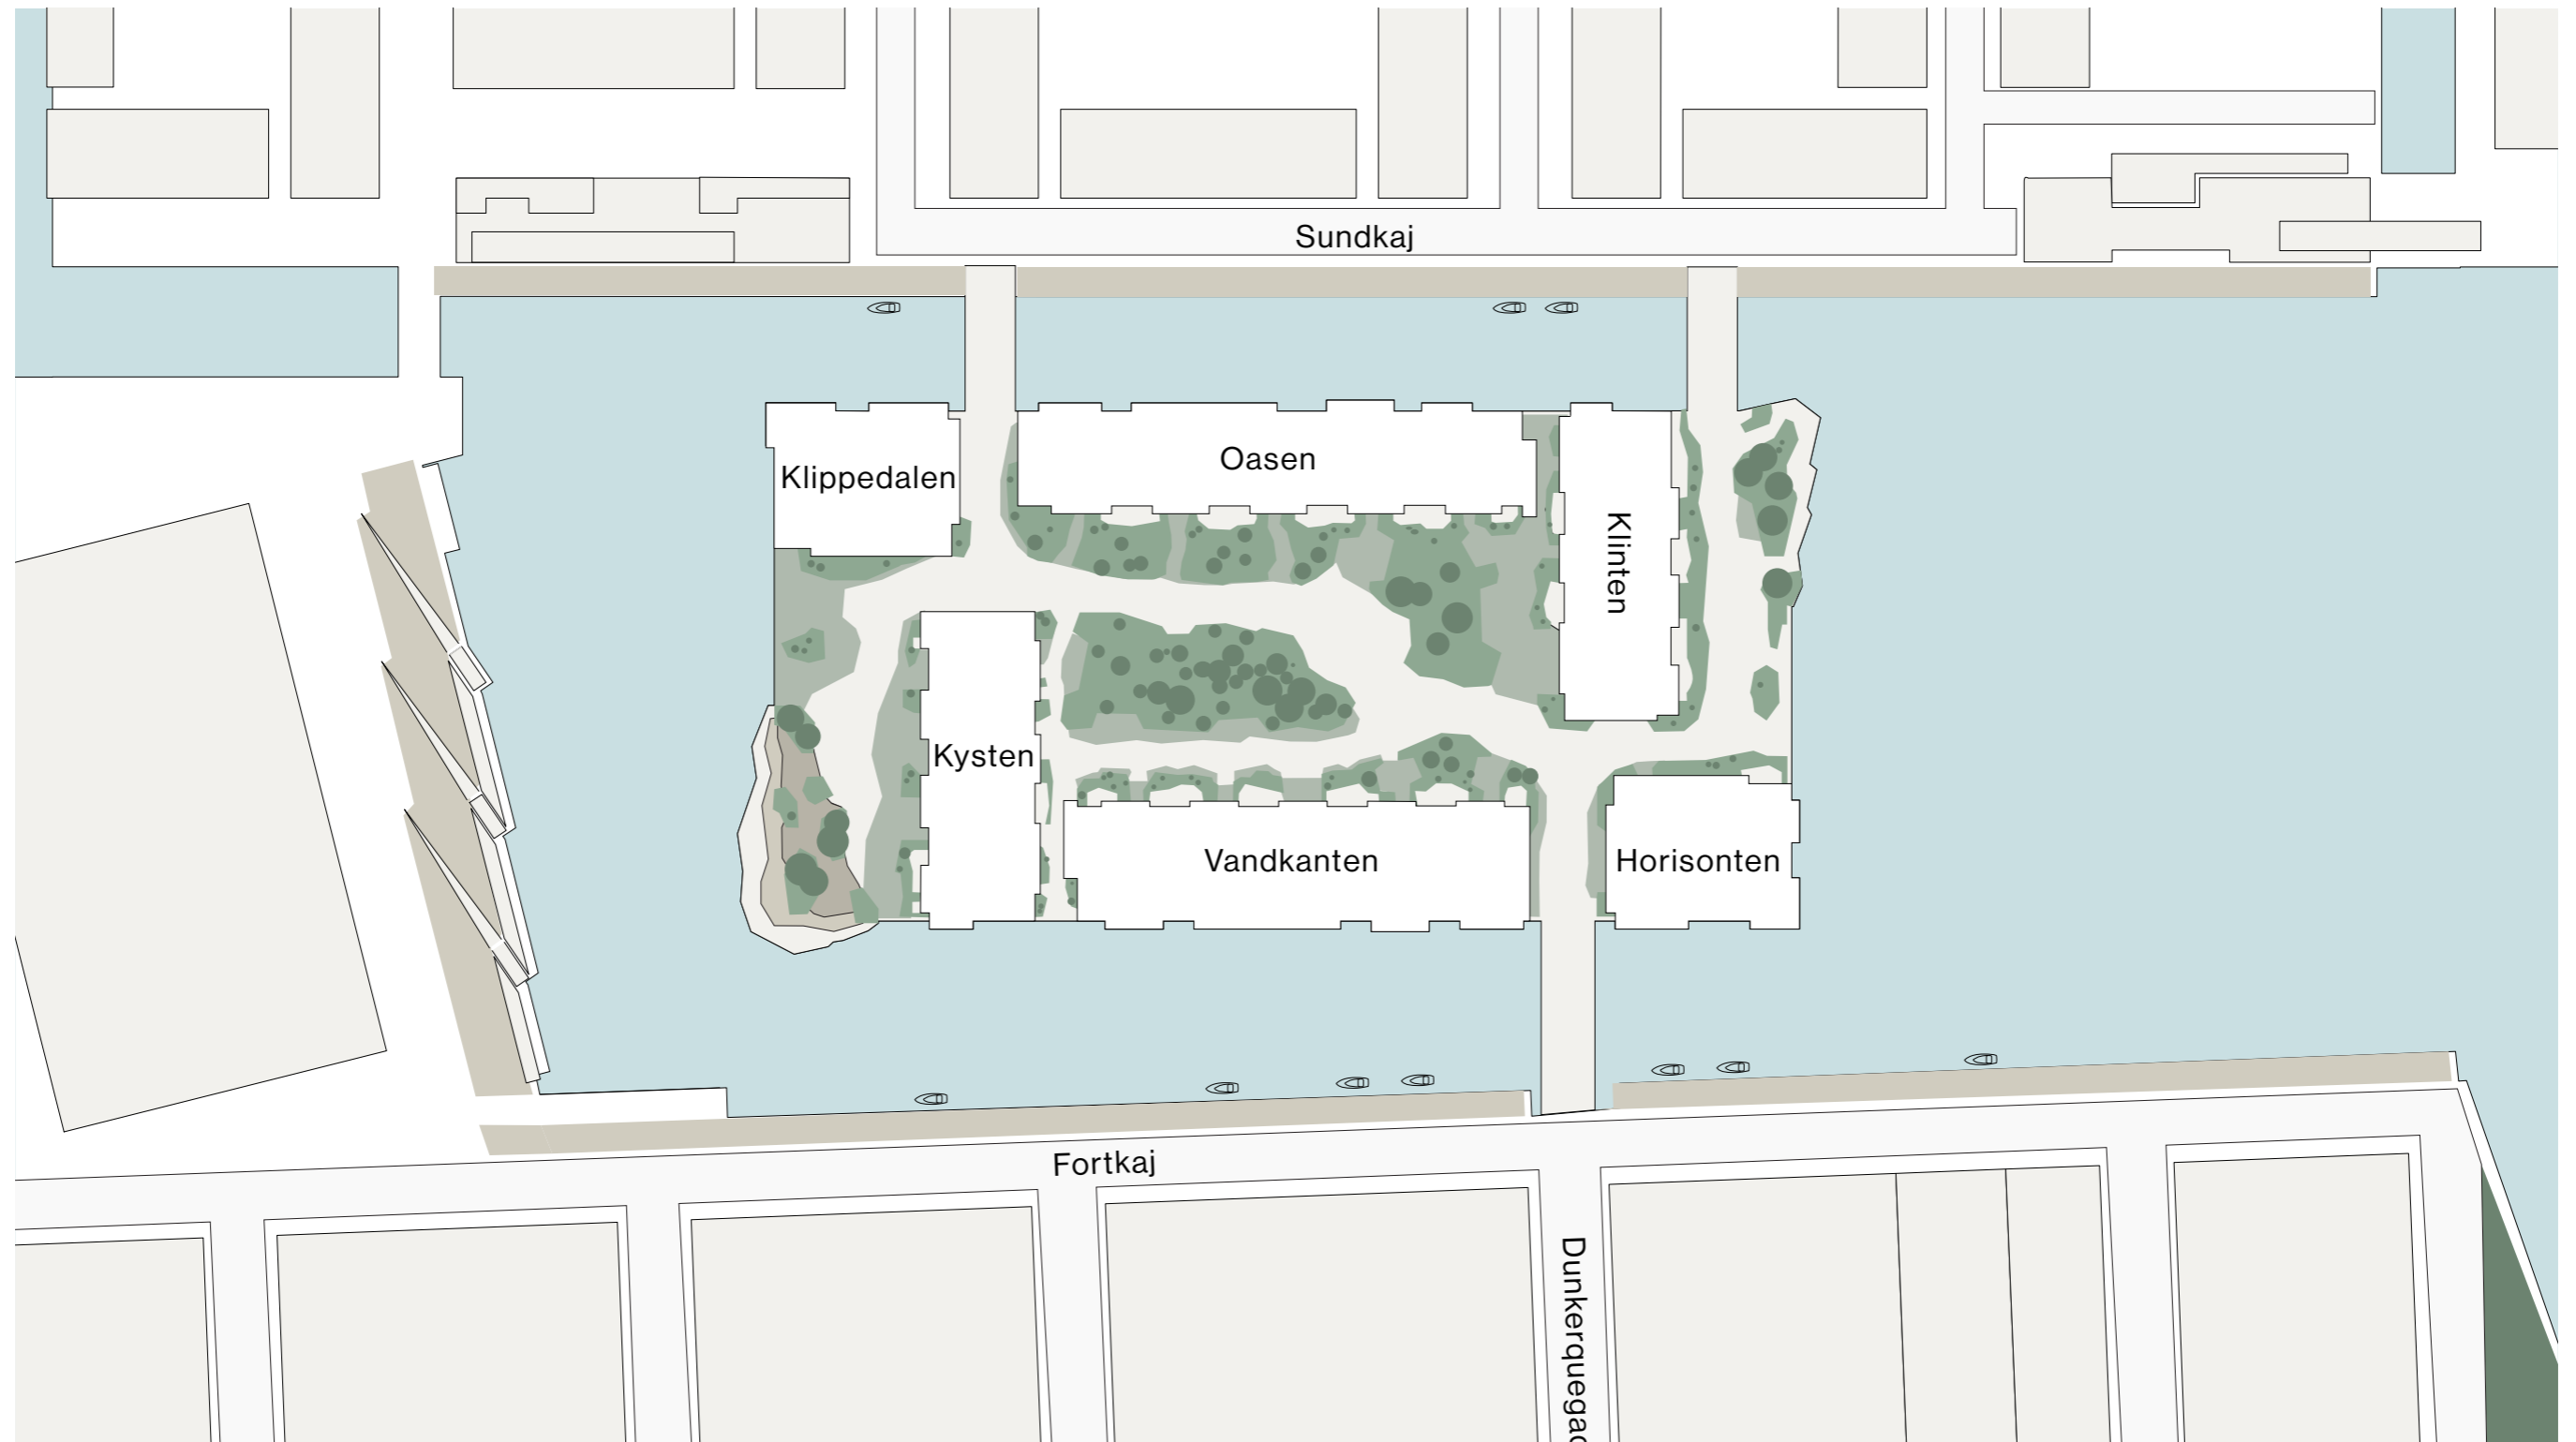 Sundkaj
Oasen
Klippedalen
Klinten
Kysten
Vandkanten
Horisonten
Fortkaj
Dunkerquegad